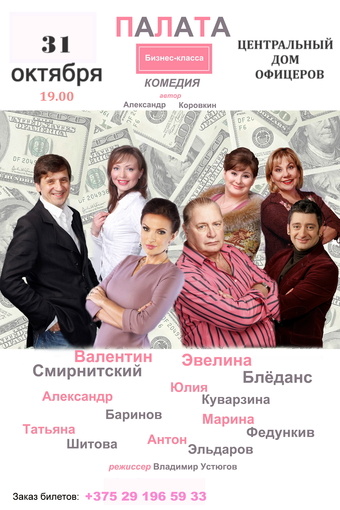 31
октября
19.00
ПАЛАТА
Бизнес-класса
КОМЕДИЯ
автор
Александр Коровкин
ЦЕНТРАЛЬНЫЙ
ДОМ
ОФИЦЕРОВ
Валентин
Смирнитский
Эвелина
Блёданс
Александр
Баринов
Юлия
Куварзина
Татьяна
Шитова
Антон
Эльдаров
Марина
Федункив
режиссер Владимир Устюгов
Заказ билетов: +375 29 196 59 33